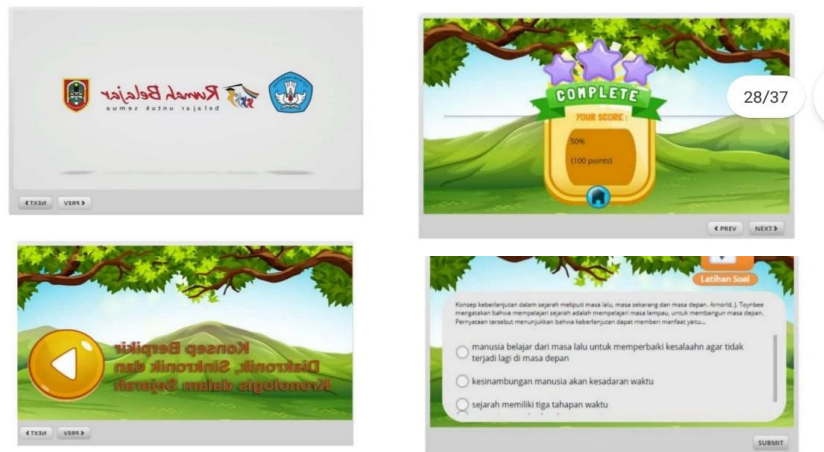 Rumah Belajar
belajar untuk semua
‹ PREV
NEXT ›
COMPLETE
YOUR SCORE :
50%
(100 points)
28/37
‹ PREV
NEXT ›
Konsep Berpikir
Diakronik, Sinkronik dan
Kronologis dalam Sejarah
‹ PREV
NEXT ›
Latihan Soal
Konsep keberlanjutan dalam sejarah meliputi masa lalu, masa sekarang dan masa depan. Arnorld, J. Toynbee
mengatakan bahwa mempelajari sejarah adalah mempelajari masa lampau, untuk membangun masa depan.
Pernyataan tersebut menunjukkan bahwa keberlanjutan dapat memberi manfaat yaitu...
manusia belajar dari masa lalu untuk memperbaiki kesalaahn agar tidak
terjadi lagi di masa depan
kesinambungan manusia akan kesadaran waktu
sejarah memiliki tiga tahapan waktu
SUBMIT